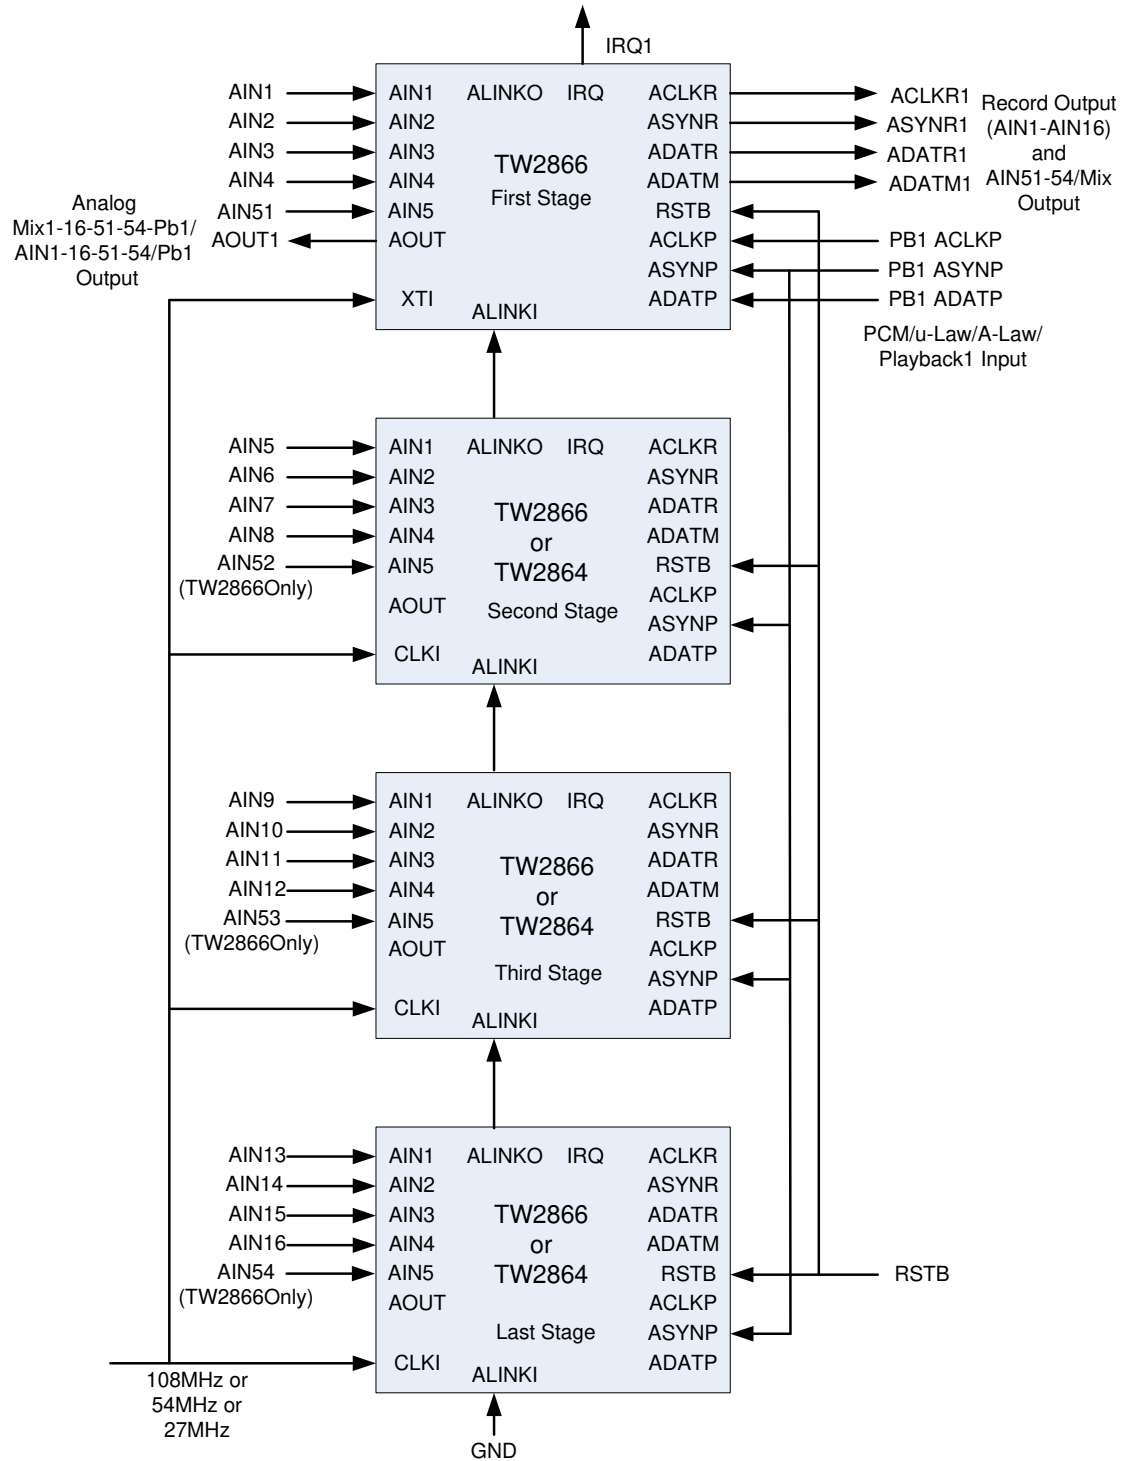 IRQ1
AIN1
AIN2
AIN3
AIN4
AIN51
AOUT1
Analog
Mix1-16-51-54-Pb1/
AIN1-16-51-54/Pb1
Output
AIN1 ALINKO IRQ ACLKR
AIN2 ASYNR
AIN3 ADATR
TW2866
AIN4 ADATM
First Stage
AIN5 RSTB
AOUT ACLKP
ASYNP
XTI ADATP
ALINKI
ACLKR1
ASYNR1
ADATR1
ADATM1
Record Output
(AIN1-AIN16)
and
AIN51-54/Mix
Output
PB1 ACLKP
PB1 ASYNP
PB1 ADATP
PCM/u-Law/A-Law/
Playback1 Input
AIN5
AIN6
AIN7
AIN8
AIN52
(TW2866Only)
AIN1 ALINKO IRQ ACLKR
AIN2 ASYNR
AIN3 ADATR
TW2866
AIN4 ADATM
or
AIN5 RSTB
TW2864
ACLKP
AOUT
Second Stage
ASYNP
CLKI ADATP
ALINKI
AIN9
AIN10
AIN11
AIN12
AIN53
(TW2866Only)
AIN1 ALINKO IRQ ACLKR
AIN2 ASYNR
AIN3 ADATR
TW2866
AIN4 ADATM
or
AIN5 RSTB
TW2864
AOUT ACLKP
Third Stage
ASYNP
CLKI ADATP
ALINKI
AIN13
AIN14
AIN15
AIN16
AIN54
(TW2866Only)
AIN1 ALINKO IRQ ACLKR
AIN2 ASYNR
AIN3 ADATR
TW2866
AIN4 ADATM
or
AIN5 RSTB
TW2864
AOUT ACLKP
Last Stage
ASYNP
CLKI ADATP
ALINKI
RSTB
108MHz or
54MHz or
27MHz
GND